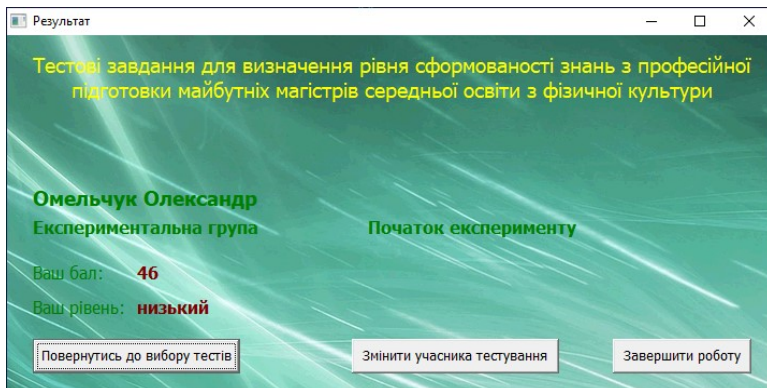 Результат
Тестові завдання для визначення рівня сформованості знань з професійної
підготовки майбутніх магістрів середньої освіти з фізичної культури
Омельчук Олександр
Експериментальна група Початок експерименту
Ваш бал: 46
Ваш рівень: низький
Повернутись до вибору тестів Змінити учасника тестування Завершити роботу